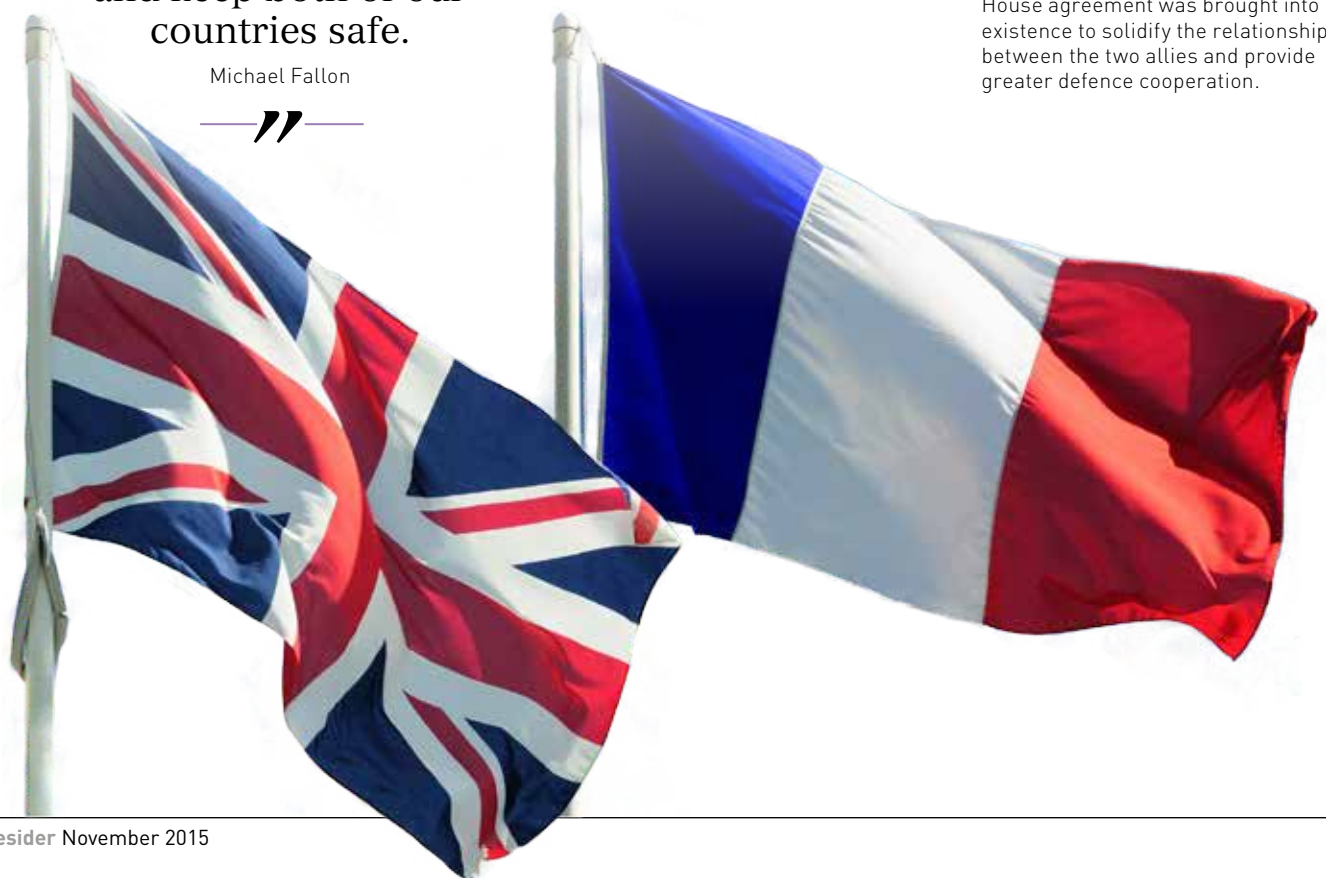 countries safe.
Michael Fallon
”
House agreement was brought into
existence to solidify the relationship
between the two allies and provide
greater defence cooperation.
esider November 2015